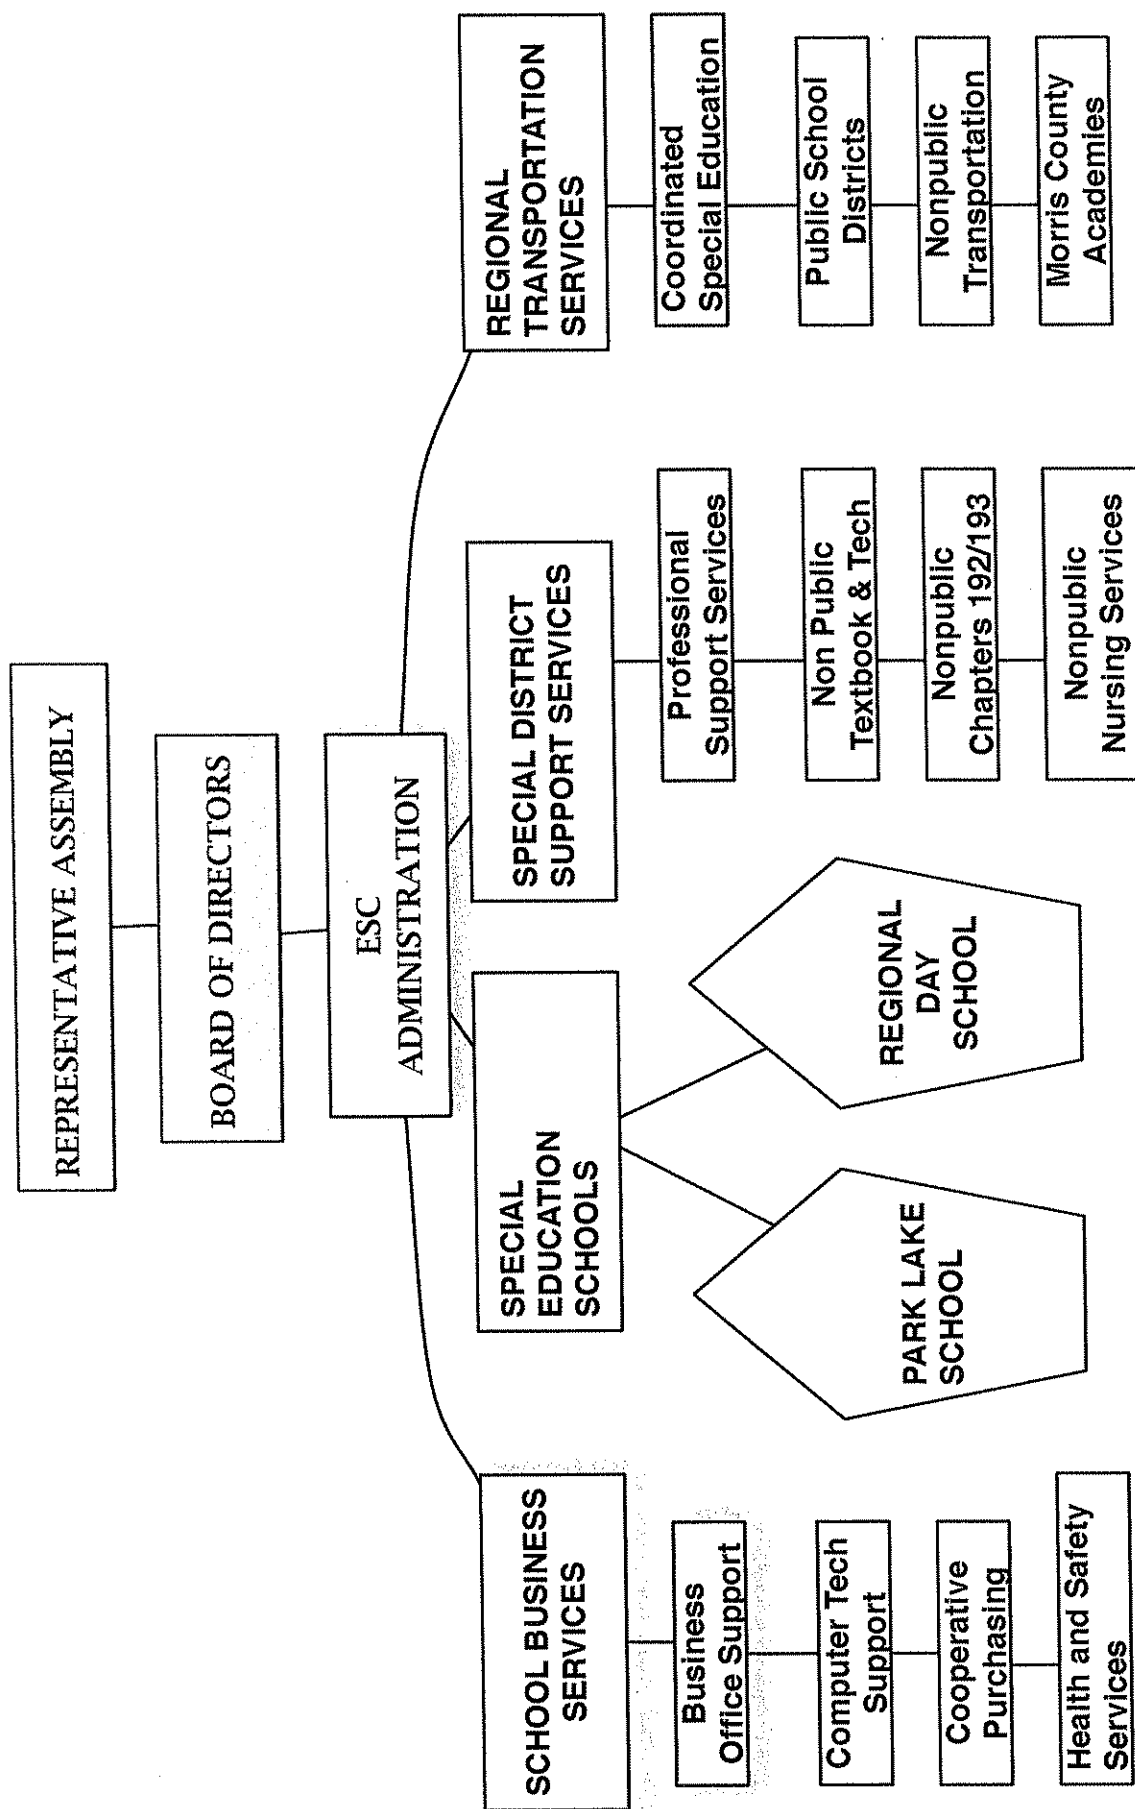 REPRESENTATIVE ASSEMBLY
BOARD OF DIRECTORS
ESC
ADMINISTRATION
SCHOOL BUSINESS
SERVICES
Business
Office Support
Computer Tech
Support
Cooperative
Purchasing
Health and Safety
Services
SPECIAL
EDUCATION
SCHOOLS
PARK LAKE
SCHOOL
REGIONAL
DAY
SCHOOL
SPECIAL DISTRICT
SUPPORT SERVICES
Professional
Support Services
Non Public
Textbook & Tech
Nonpublic
Chapters 192/193
Nonpublic
Nursing Services
REGIONAL
TRANSPORTATION
SERVICES
Coordinated
Special Education
Public School
Districts
Nonpublic
Transportation
Morris County
Academies